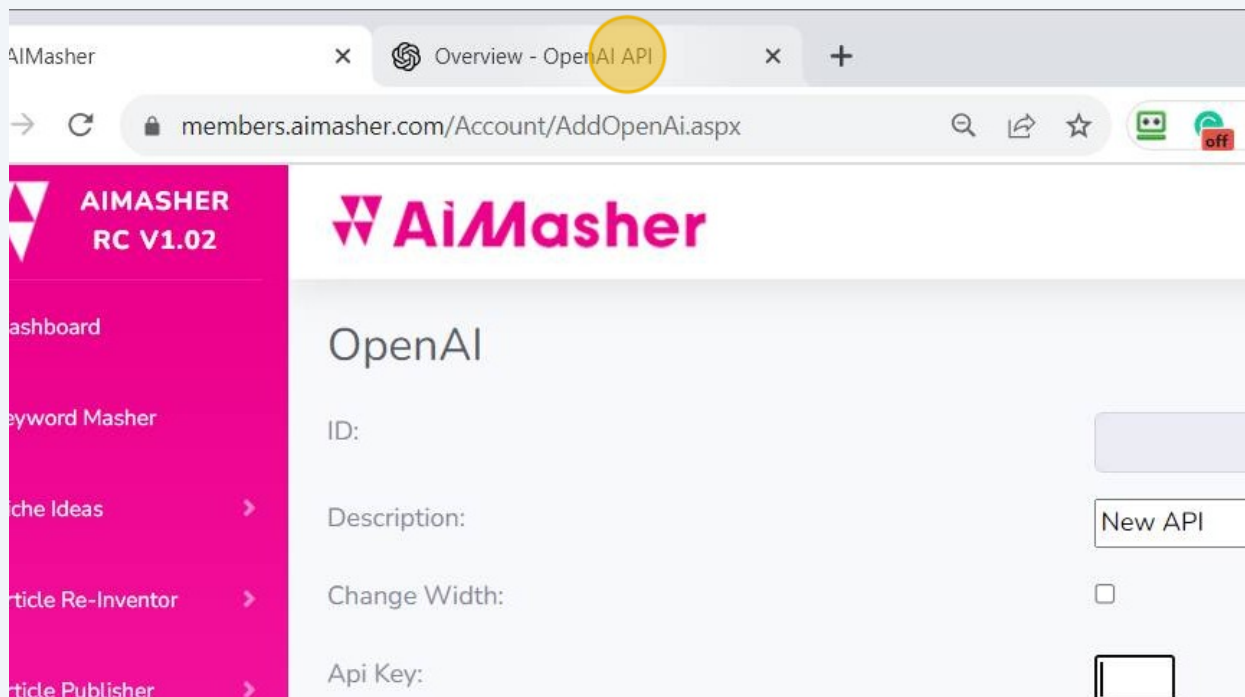 AIMasher
Overview - OpenAI API
members.aimasher.com/Account/AddOpenAi.aspx
off
AIMASHER
RC V1.02
AiMasher
ashboard
OpenAI
eyword Masher
ID:
iche Ideas
Description:
New API
rticle Re-Inventor
Change Width:
rticle Publisher
Api Key: